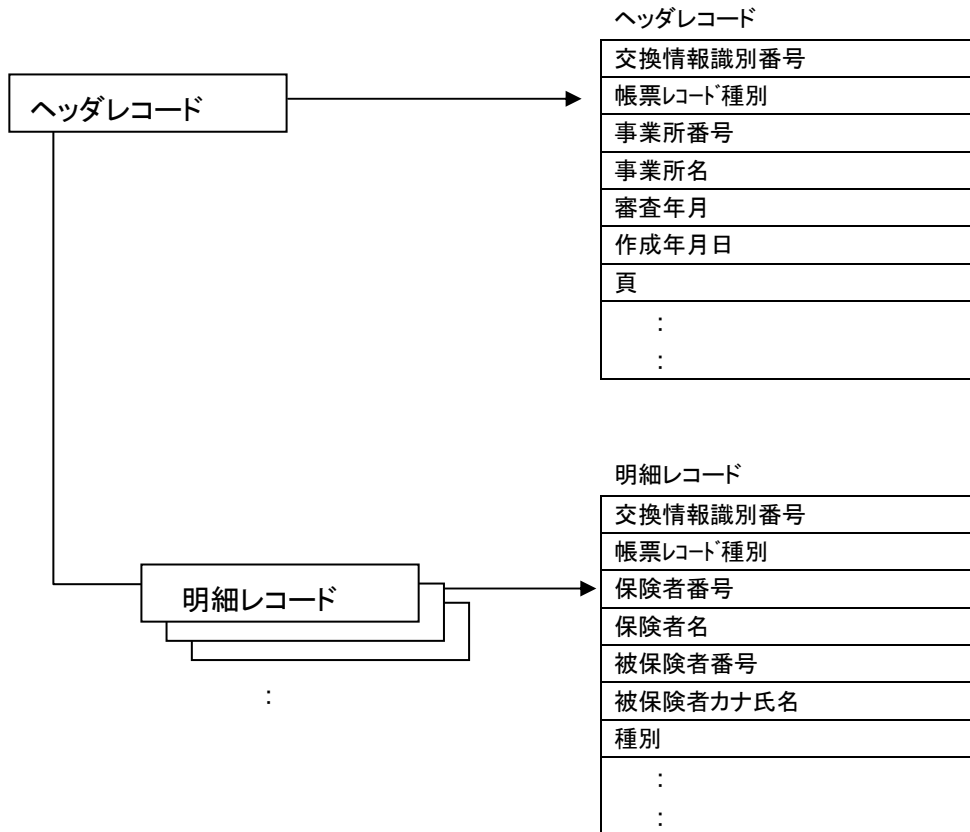 ヘッダレコード
ヘッダレコード
交換情報識別番号
帳票ﾚｺｰﾄﾞ種別
事業所番号
事業所名
審査年月
作成年月日
頁
:
:
明細レコード
:
明細レコード
交換情報識別番号
帳票ﾚｺｰﾄﾞ種別
保険者番号
保険者名
被保険者番号
被保険者カナ氏名
種別
:
: